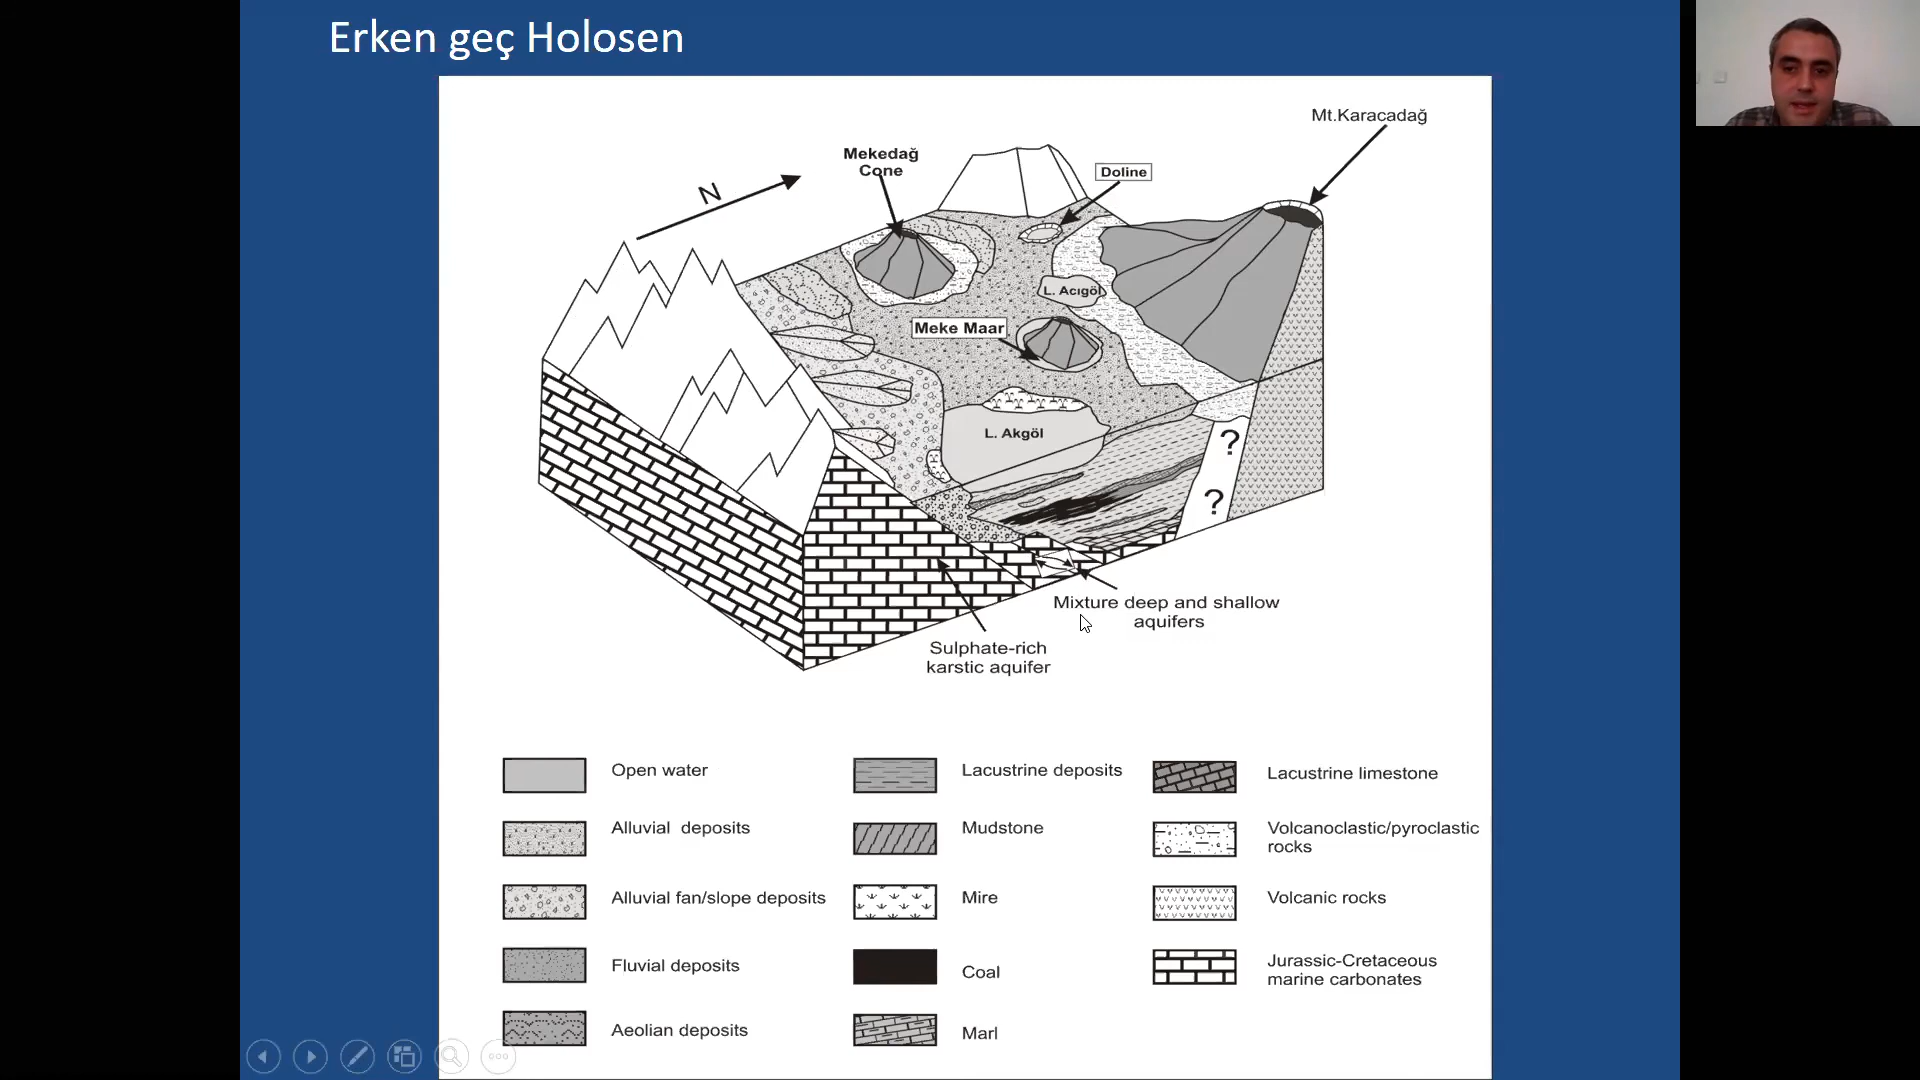 Erken geç Holosen
Mt.Karacadağ
Mekedağ
Cone
Doline
N
L. Acıgöl
Meke Maar
L. Akgöl
?
?
Mixture deep and shallow
aquifers
Sulphate-rich
karstic aquifer
Open water
Lacustrine deposits
Lacustrine limestone
Alluvial deposits
Mudstone
Volcanoclastic/pyroclastic
rocks
Alluvial fan/slope deposits
Mire
Volcanic rocks
Fluvial deposits
Coal
Jurassic-Cretaceous
marine carbonates
Aeolian deposits
Marl